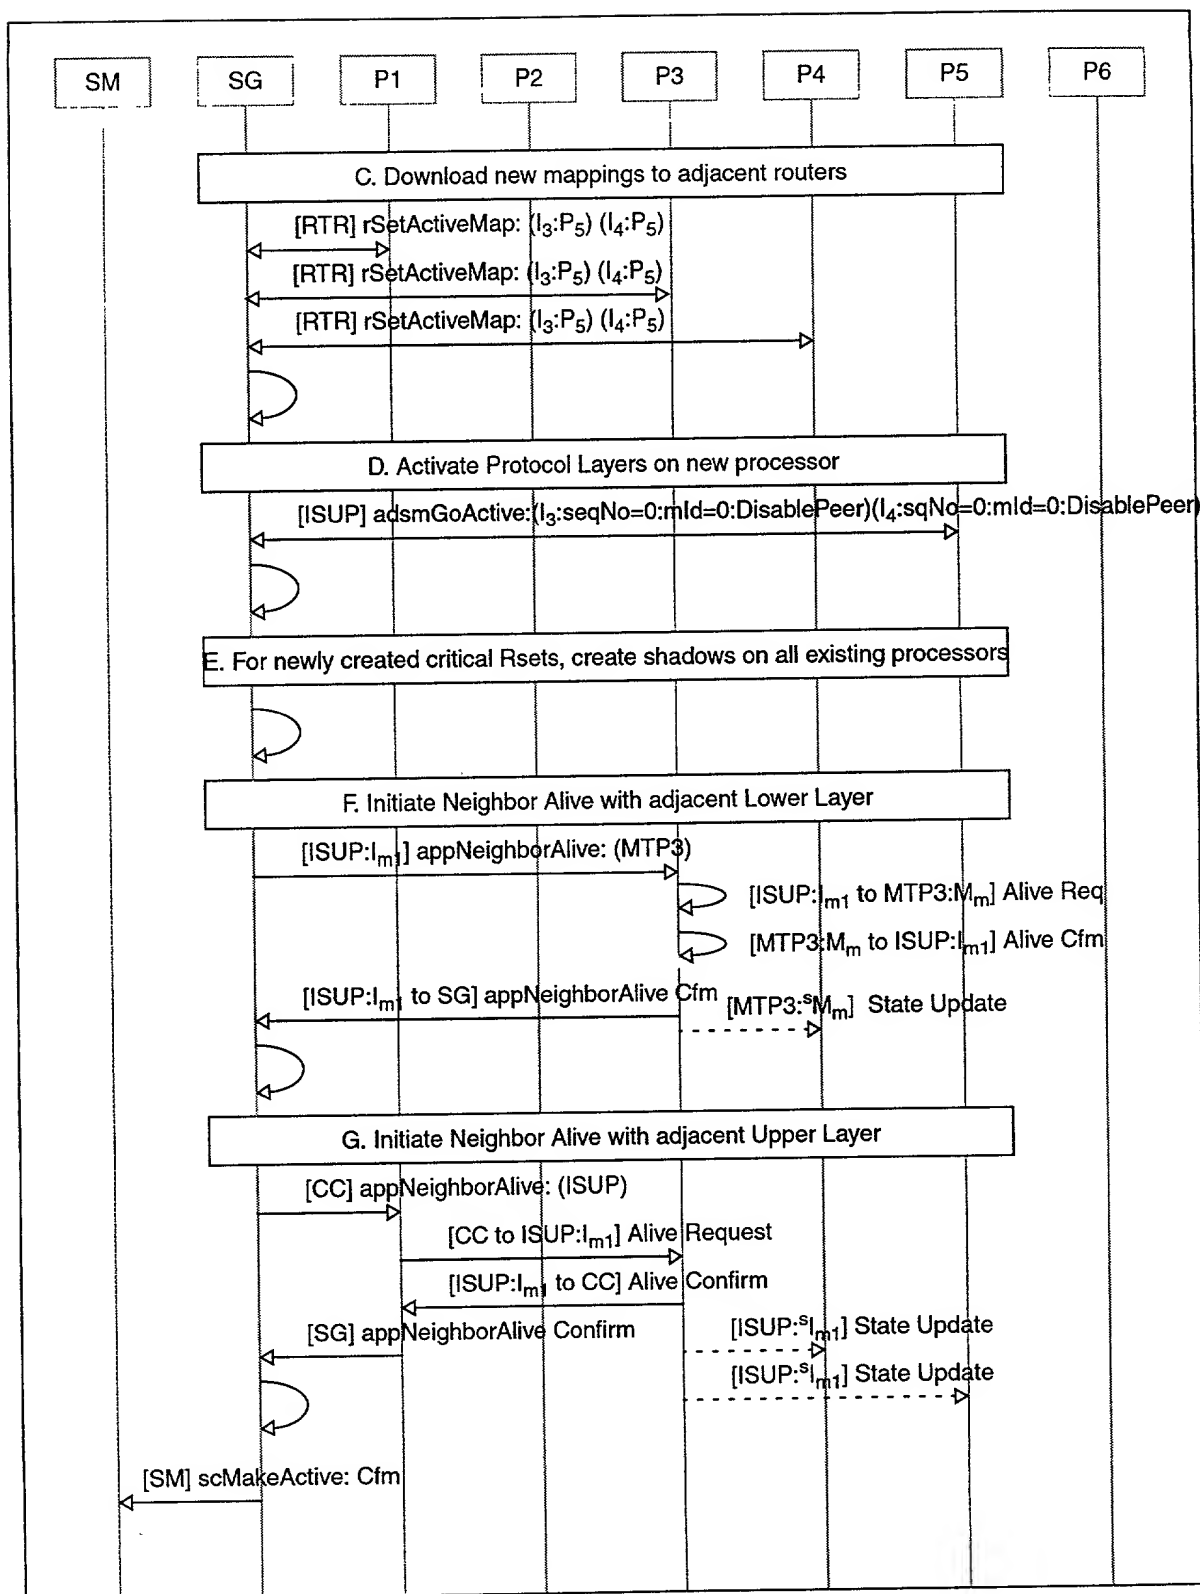 SM SG P1 P2 P3 P4 P5 P6
C. Download new mappings to adjacent routers
[RTR] rSetActiveMap: (I3:P5) (I4:P5)
[RTR] rSetActiveMap: (I3:P5) (I4:P5)
[RTR] rSetActiveMap: (I3:P5) (I4:P5)
D. Activate Protocol Layers on new processor
[ISUP] adsmGoActive:(I3:seqNo=0:mId=0:DisablePeer)(I4:sqNo=0:mId=0:DisablePeer)
E. For newly created critical Rsets, create shadows on all existing processors
F. Initiate Neighbor Alive with adjacent Lower Layer
[ISUP:Im1] appNeighborAlive: (MTP3)
[ISUP:Im1 to MTP3:Mm] Alive Req
[MTP3:Mm to ISUP:Im1] Alive Cfm
[ISUP:Im1 to SG] appNeighborAlive Cfm
[MTP3:sMm] State Update
G. Initiate Neighbor Alive with adjacent Upper Layer
[CC] appNeighborAlive: (ISUP)
[CC to ISUP:Im1] Alive Request
[ISUP:Im1 to CC] Alive Confirm
[SG] appNeighborAlive Confirm
[ISUP:sIm1] State Update
[ISUP:sIm1] State Update
[SM] scMakeActive: Cfm